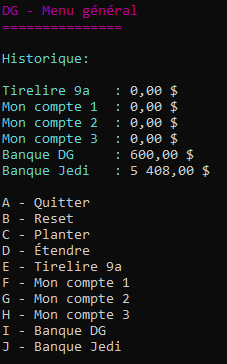 DG - Menu général
===============
Historique:
Tirelire 9a   : 0,00 $
Mon compte 1  : 0,00 $
Mon compte 2  : 0,00 $
Mon compte 3  : 0,00 $
Banque DG     : 600,00 $
Banque Jedi   : 5 408,00 $
A - Quitter
B - Reset
C - Planter
D - Étendre
E - Tirelire 9a
F - Mon compte 1
G - Mon compte 2
H - Mon compte 3
I - Banque DG
J - Banque Jedi